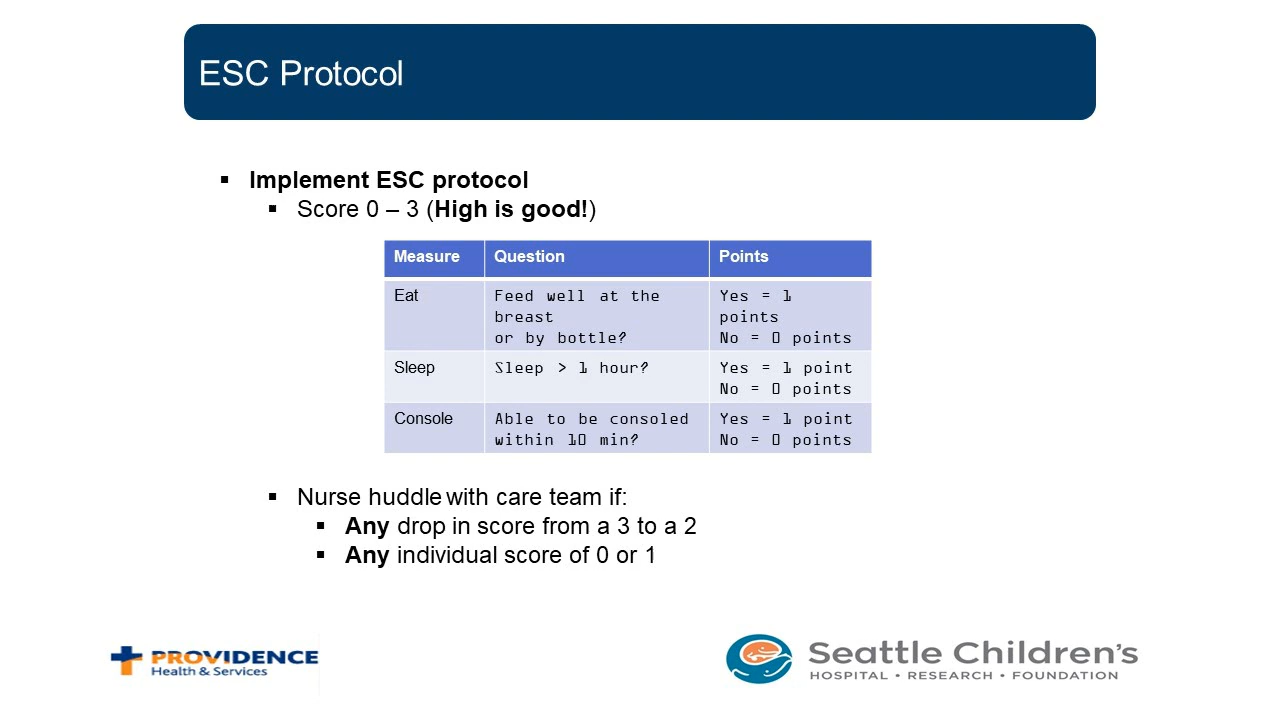 ESC Protocol
▪ Implement ESC protocol
▪ Score 0 – 3 (High is good!)
Measure Question Points
Eat Feed well at the breast or by bottle? Yes = 1 points No = 0 points
Sleep Sleep > 1 hour? Yes = 1 point No = 0 points
Console Able to be consoled within 10 min? Yes = 1 point No = 0 points
▪ Nurse huddle with care team if:
▪ Any drop in score from a 3 to a 2
▪ Any individual score of 0 or 1
PROVIDENCE
Health & Services
Seattle Children's
HOSPITAL • RESEARCH • FOUNDATION